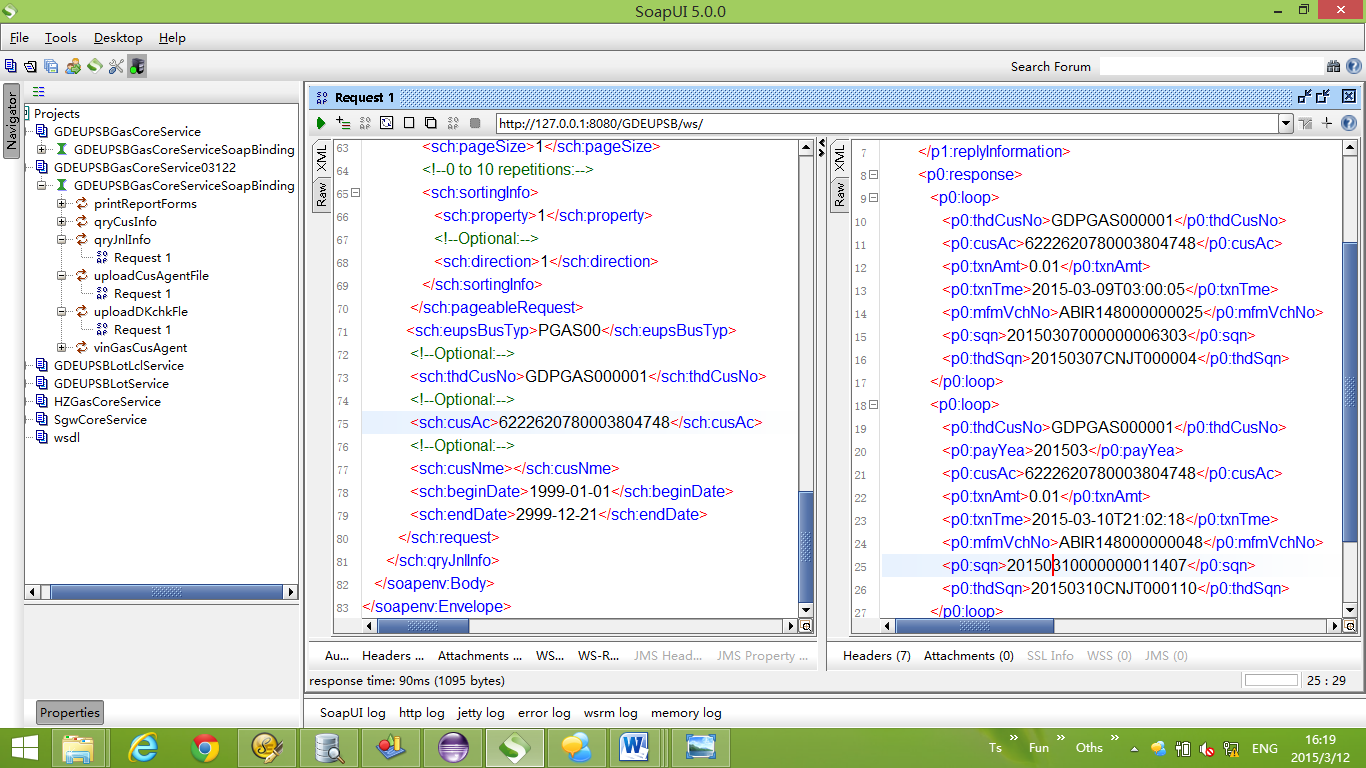 SoapUI 5.0.0
File Tools Desktop Help
Search Forum
Navigator
Projects
GDEUPSBGasCoreService
GDEUPSBGasCoreServiceSoapBinding
GDEUPSBGasCoreService03122
GDEUPSBGasCoreServiceSoapBinding
printReportForms
qryCusInfo
qryJnlInfo
Request 1
uploadCusAgentFile
Request 1
uploadDKchkFle
Request 1
vinGasCusAgent
GDEUPSBLotLclService
GDEUPSBLotService
HZGasCoreService
SgwCoreService
wsdl
Properties
Request 1
http://127.0.0.1:8080/GDEUPSB/ws/
XML
Raw
63 <sch:pageSize>1</sch:pageSize>
64 <!--0 to 10 repetitions:-->
65 <sch:sortingInfo>
66 <sch:property>1</sch:property>
67 <!--Optional:-->
68 <sch:direction>1</sch:direction>
69 </sch:sortingInfo>
70 </sch:pageableRequest>
71 <sch:eupsBusTyp>PGAS00</sch:eupsBusTyp>
72 <!--Optional:-->
73 <sch:thdCusNo>GDPGAS000001</sch:thdCusNo>
74 <!--Optional:-->
75 <sch:cusAc>6222620780003804748</sch:cusAc>
76 <!--Optional:-->
77 <sch:cusNme></sch:cusNme>
78 <sch:beginDate>1999-01-01</sch:beginDate>
79 <sch:endDate>2999-12-21</sch:endDate>
80 </sch:request>
81 </sch:qryJnlInfo>
82 </soapenv:Body>
83 </soapenv:Envelope>
Au... Headers ... Attachments ... WS... WS-R... JMS Head... JMS Property ...
XML
Raw
7 </p1:replyInformation>
8 <p0:response>
9 <p0:loop>
10 <p0:thdCusNo>GDPGAS000001</p0:thdCusNo>
11 <p0:cusAc>6222620780003804748</p0:cusAc>
12 <p0:txnAmt>0.01</p0:txnAmt>
13 <p0:txnTme>2015-03-09T03:00:05</p0:txnTme>
14 <p0:mfmVchNo>ABIR148000000025</p0:mfmVchNo>
15 <p0:sqn>20150307000000006303</p0:sqn>
16 <p0:thdSqn>20150307CNJT000004</p0:thdSqn>
17 </p0:loop>
18 <p0:loop>
19 <p0:thdCusNo>GDPGAS000001</p0:thdCusNo>
20 <p0:payYea>201503</p0:payYea>
21 <p0:cusAc>6222620780003804748</p0:cusAc>
22 <p0:txnAmt>0.01</p0:txnAmt>
23 <p0:txnTme>2015-03-10T21:02:18</p0:txnTme>
24 <p0:mfmVchNo>ABIR148000000048</p0:mfmVchNo>
25 <p0:sqn>20150310000000011407</p0:sqn>
26 <p0:thdSqn>20150310CNJT000110</p0:thdSqn>
27 </p0:loop>
Headers (7) Attachments (0) SSL Info WSS (0) JMS (0)
response time: 90ms (1095 bytes)
25 : 29
SoapUI log http log jetty log error log wsrm log memory log
Ts Fun Oths ENG
16:19
2015/3/12